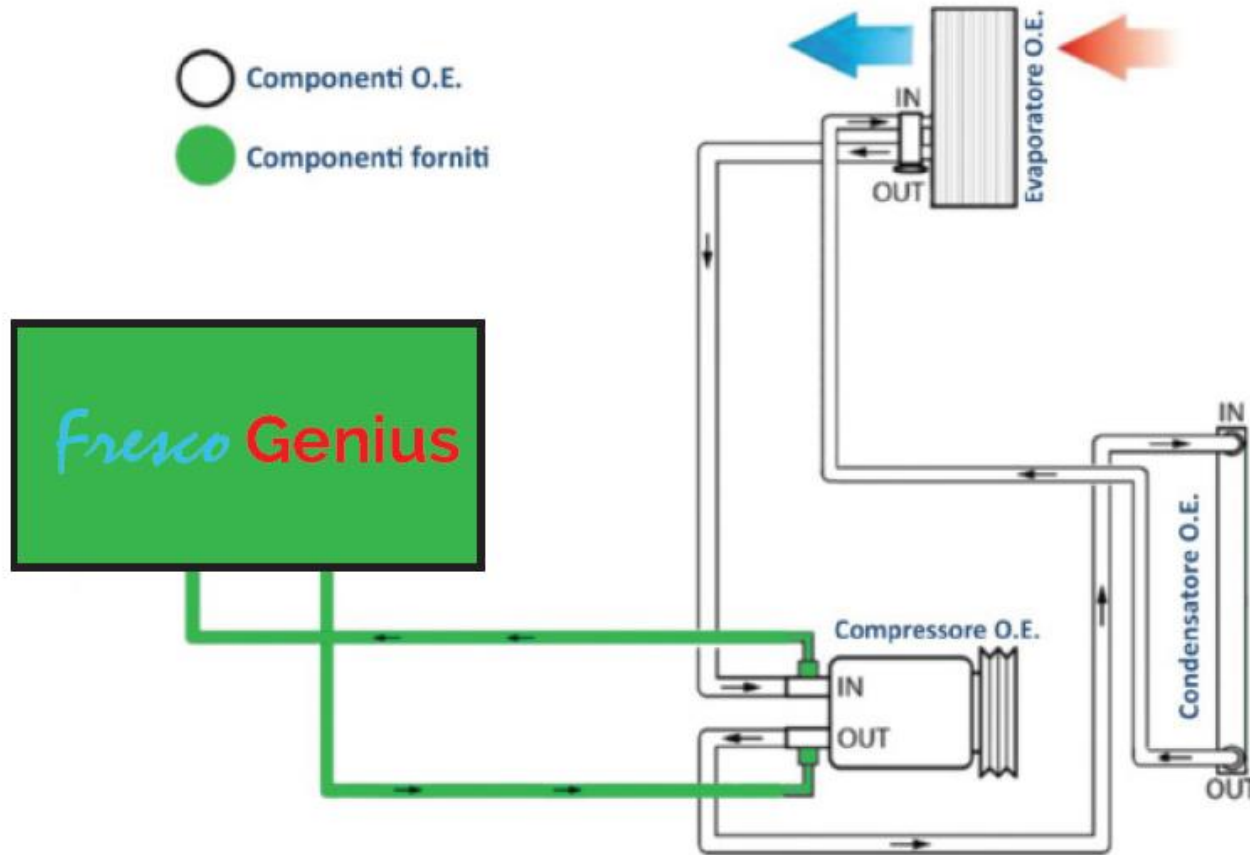 Componenti O.E.
Componenti forniti
IN
OUT
Evaporatore O.E.
Fresco Genius
IN
Condensatore O.E.
OUT
Compressore O.E.
IN
OUT